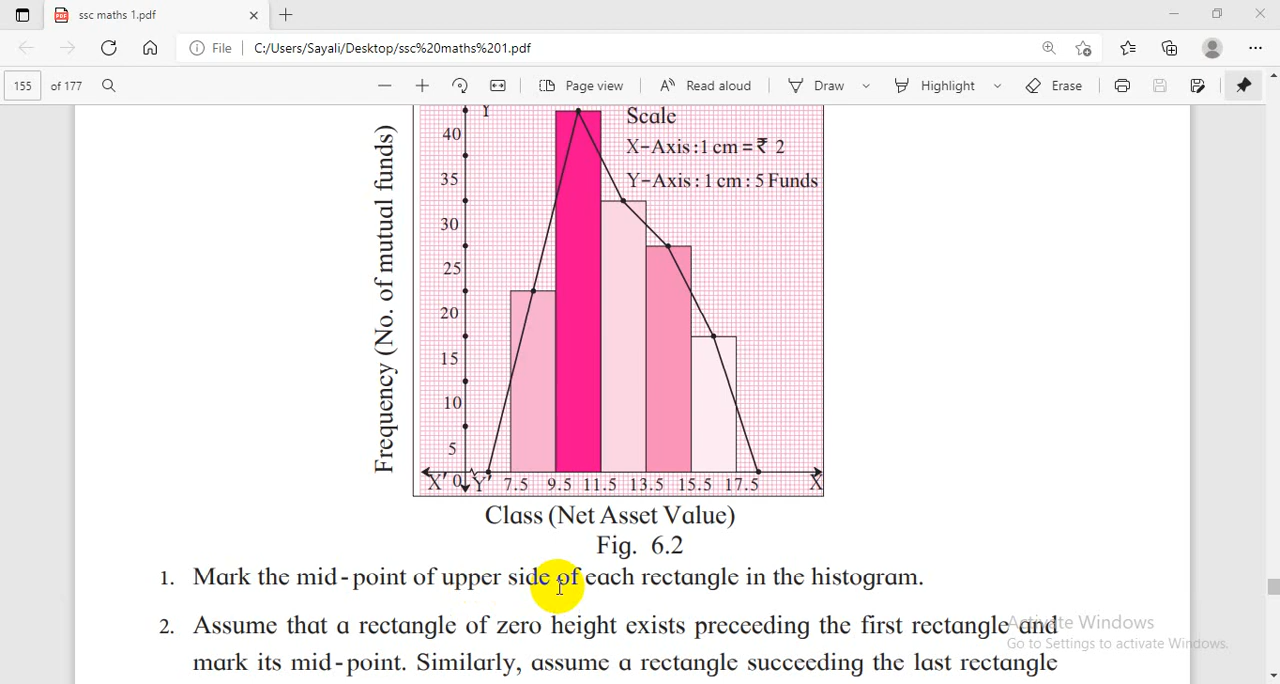 ssc maths 1.pdf
File C:/Users/Sayali/Desktop/ssc%20maths%201.pdf
155 of 177 Page view Read aloud Draw Highlight Erase
Y
Scale
X-Axis : 1 cm = ₹ 2
Y-Axis : 1 cm : 5 Funds
Frequency (No. of mutual funds)
40
35
30
25
20
15
10
5
X' 0 Y' 7.5 9.5 11.5 13.5 15.5 17.5 X
Class (Net Asset Value)
Fig. 6.2
1. Mark the mid-point of upper side of each rectangle in the histogram.
2. Assume that a rectangle of zero height exists preceeding the first rectangle and
mark its mid-point. Similarly, assume a rectangle succeeding the last rectangle
Activate Windows
Go to Settings to activate Windows.